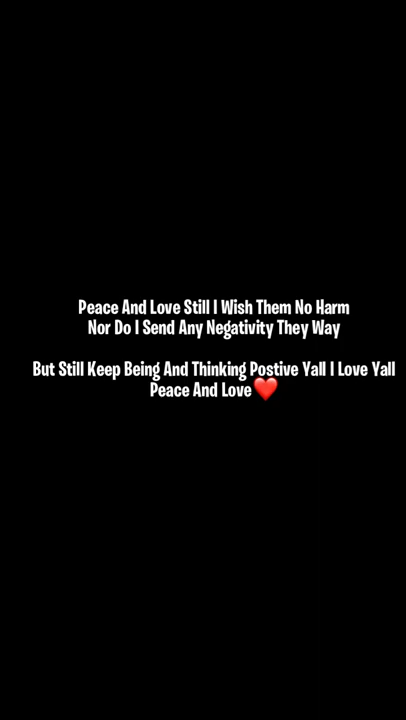 Peace And Love Still I Wish Them No Harm
Nor Do I Send Any Negativity They Way
But Still Keep Being And Thinking Postive Yall I Love Yall
Peace And Love❤️